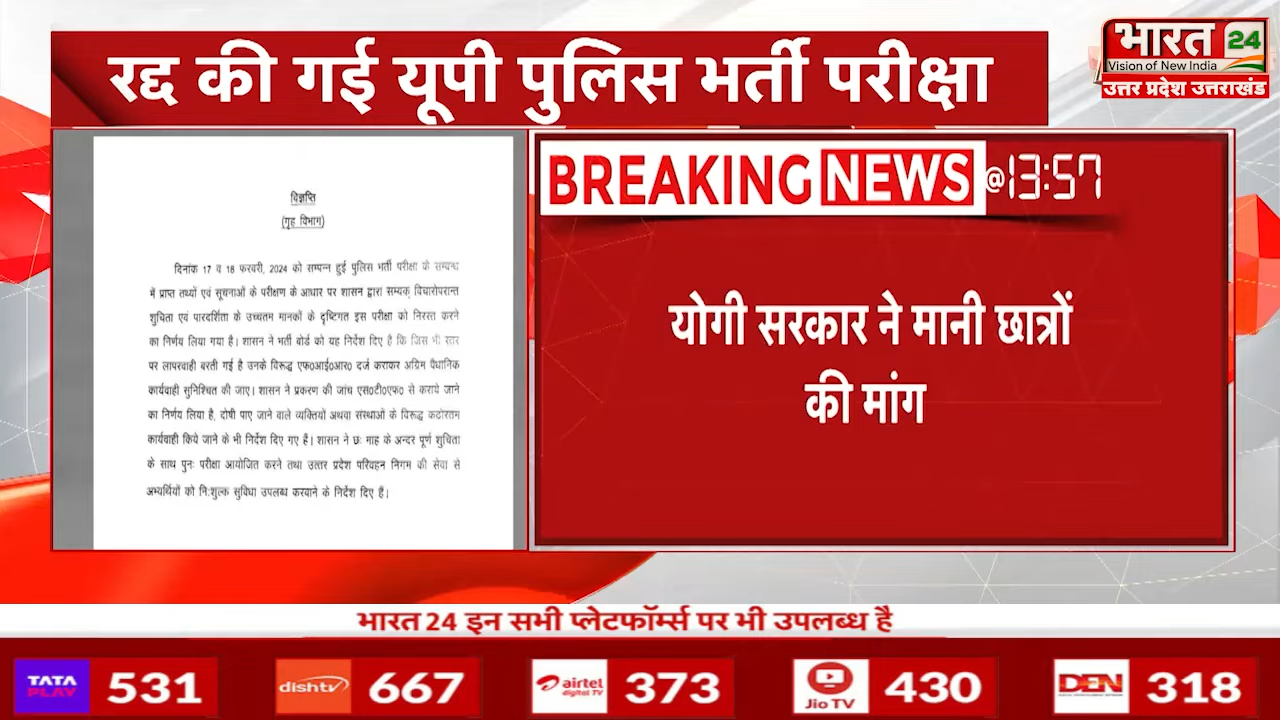 रद्द की गई यूपी पुलिस भर्ती परीक्षा
भारत 24
Vision of New India
उत्तर प्रदेश उत्तराखंड
विज्ञप्ति
(गृह विभाग)
दिनांक 17 व 18 फरवरी, 2024 को सम्पन्न हुई पुलिस भर्ती परीक्षा के सम्बन्ध
में प्राप्त तथ्यों एवं सूचनाओं के परीक्षण के आधार पर शासन द्वारा सम्यक् विचारोपरान्त
शुचिता एवं पारदर्शिता के उच्चतम मानकों के दृष्टिगत इस परीक्षा को निरस्त करने
का निर्णय लिया गया है। शासन ने भर्ती बोर्ड को यह निर्देश दिए है कि जिस भी स्तर
पर लापरवाही बरती गई है उनके विरूद्ध एफ0आई0आर0 दर्ज कराकर अग्रिम वैधानिक
कार्यवाही सुनिश्चित की जाए। शासन ने प्रकरण की जांच एस0टी0एफ0 से कराये जाने
का निर्णय लिया है, दोषी पाए जाने वाले व्यक्तियों अथवा संस्थाओं के विरूद्ध कठोरतम
कार्यवाही किये जाने के भी निर्देश दिए गए हैं। शासन ने छः माह के अन्दर पूर्ण शुचिता
के साथ पुनः परीक्षा आयोजित करने तथा उत्तर प्रदेश परिवहन निगम की सेवा से
अभ्यर्थियों को नि:शुल्क सुविधा उपलब्ध करवाने के निर्देश दिए हैं।
BREAKING NEWS @13:57
योगी सरकार ने मानी छात्रों
की मांग
भारत 24 इन सभी प्लेटफॉर्म्स पर भी उपलब्ध है
TATA PLAY 531
dishtv 667
airtel digital TV 373
JioTV 430
DEN 318